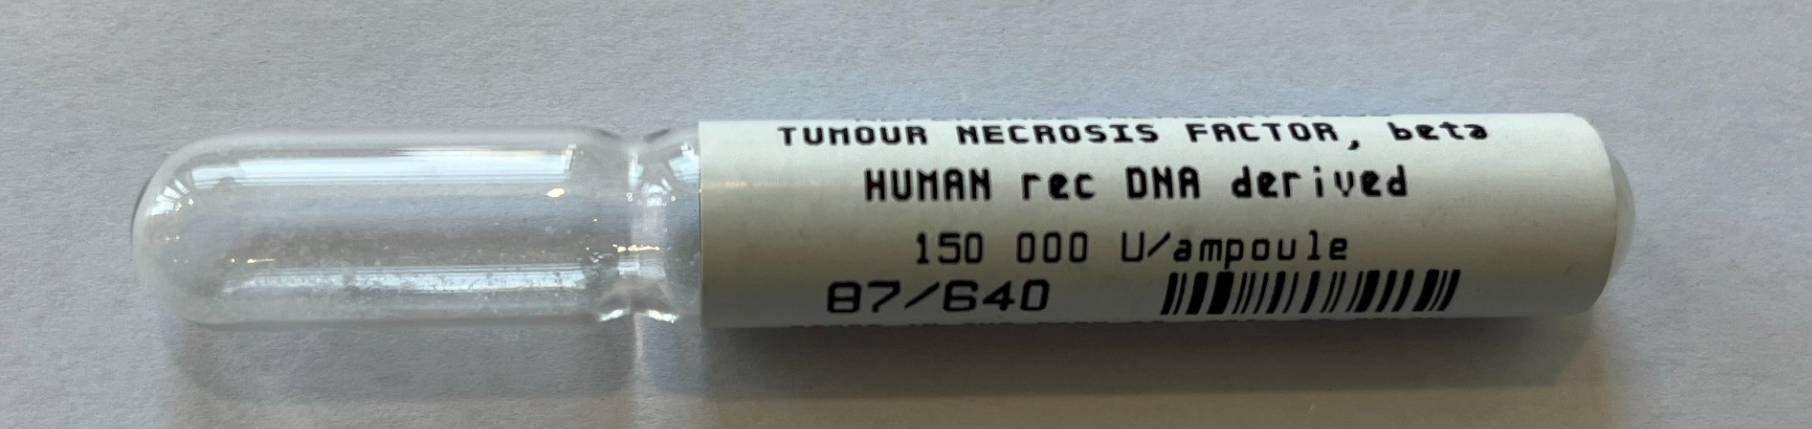 TUMOUR NECROSIS FACTOR, beta
HUMAN rec DNA derived
150 000 U/ampoule
87/640